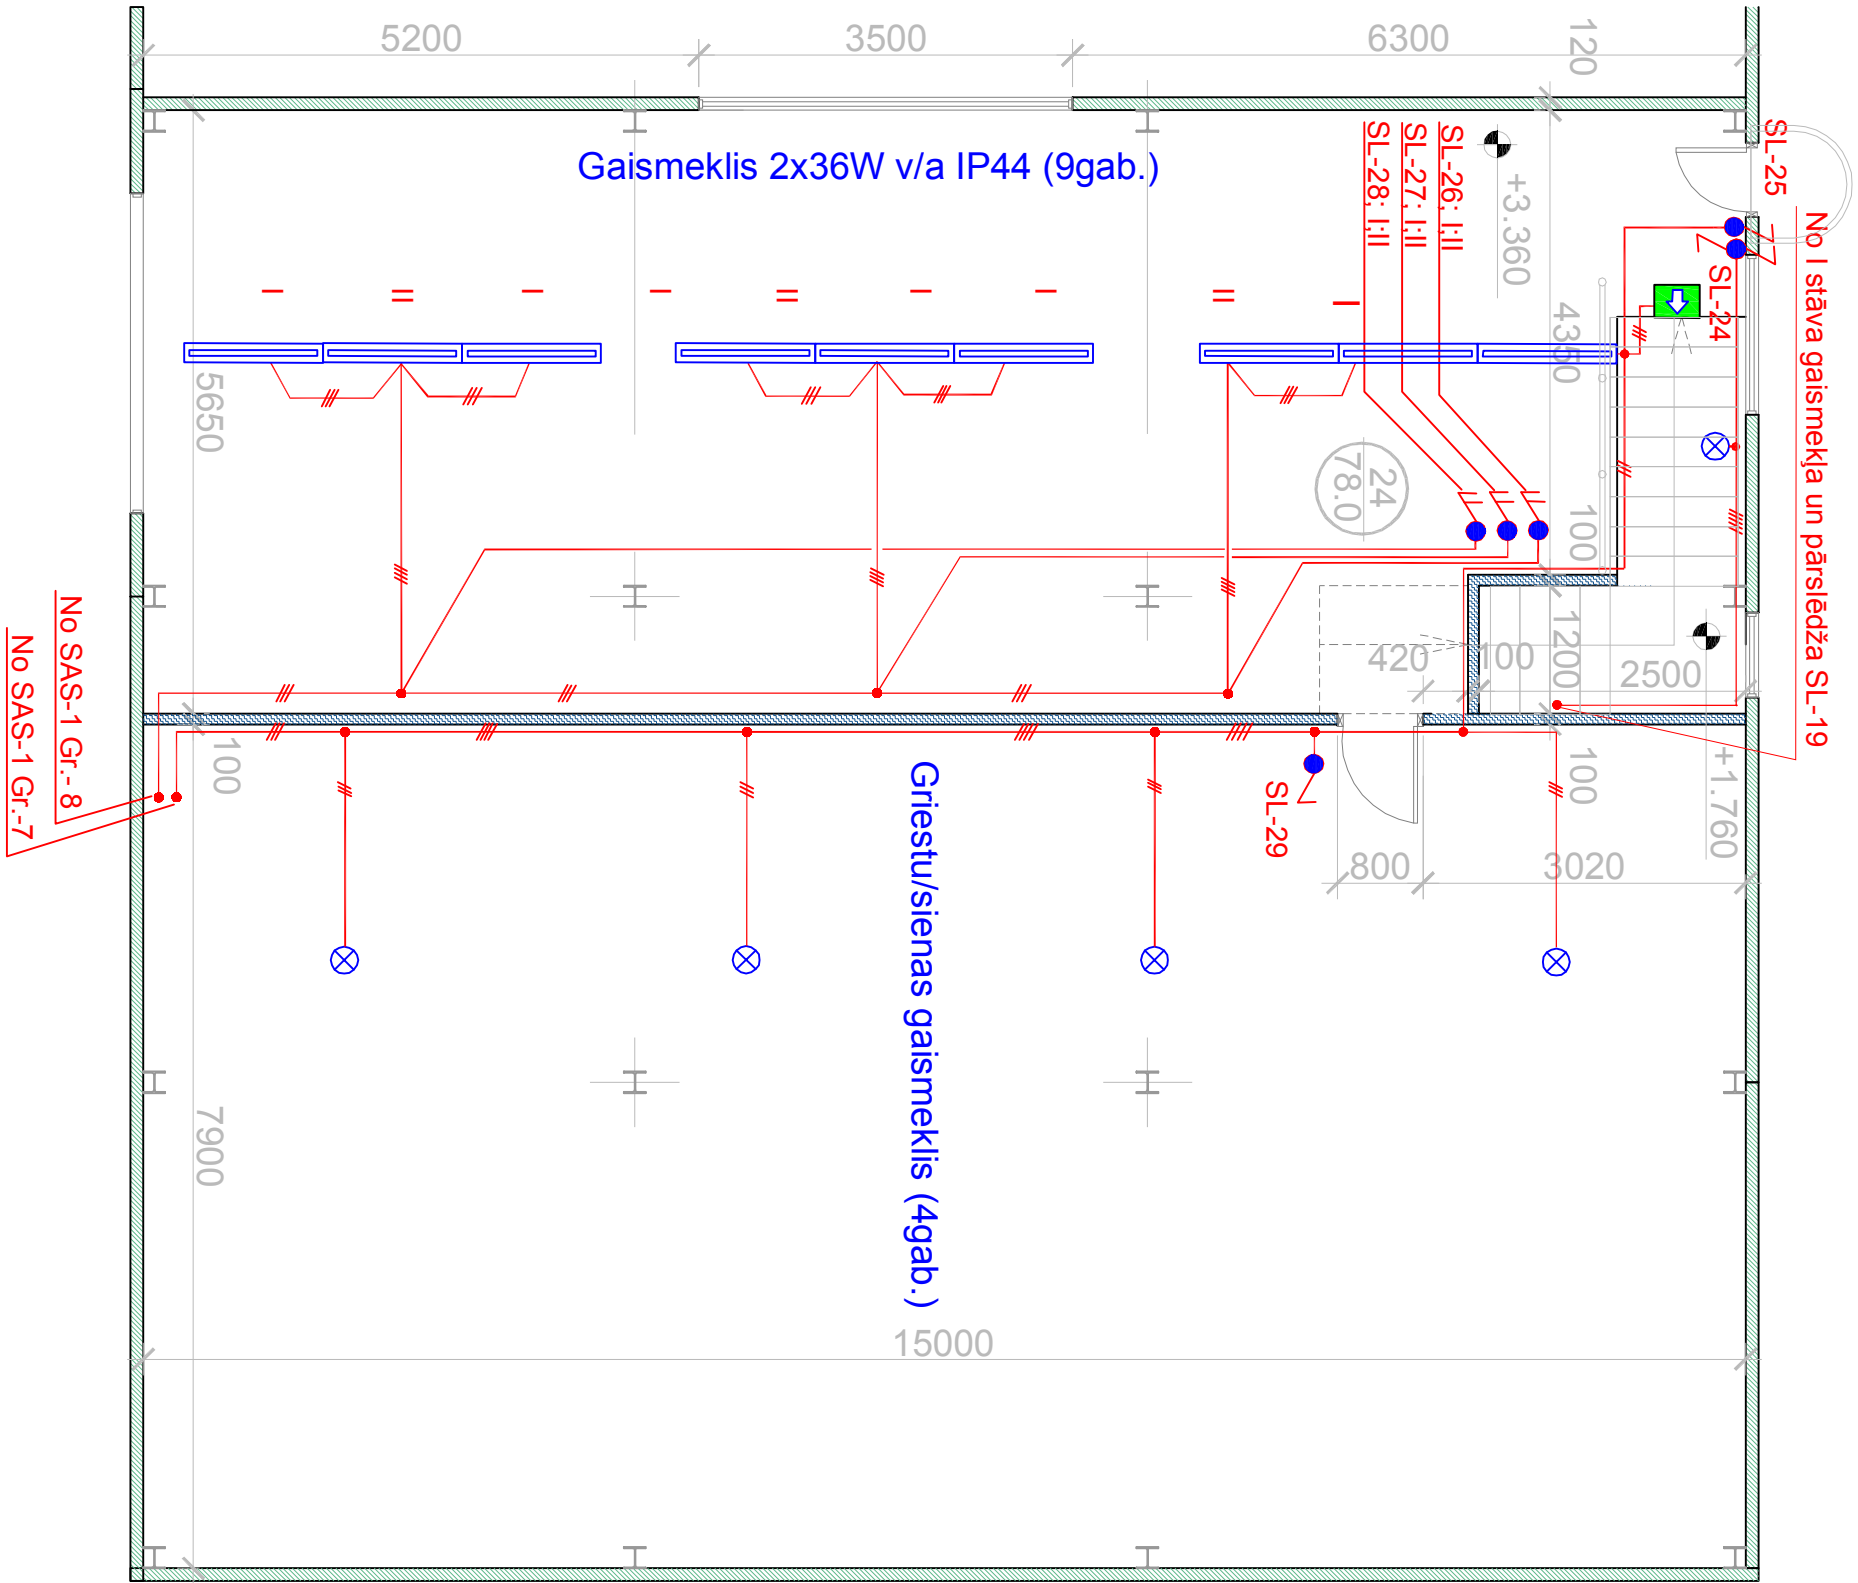 5200
3500
6300
120
Gaismeklis 2x36W v/a IP44 (9gab.)
SL-28; I;II
SL-27; I;II
SL-26; I;II
+3.360
SL-25
SL-24
No I stāva gaismekļa un pārslēdža SL-19
I
II
I
I
II
I
I
II
I
5650
4350
24
78.0
100
1200
420
100
2500
100
100
+1.760
No SAS-1 Gr.- 8
No SAS-1 Gr.-7
SL-29
800
3020
Griestu/sienas gaismeklis (4gab.)
7900
15000